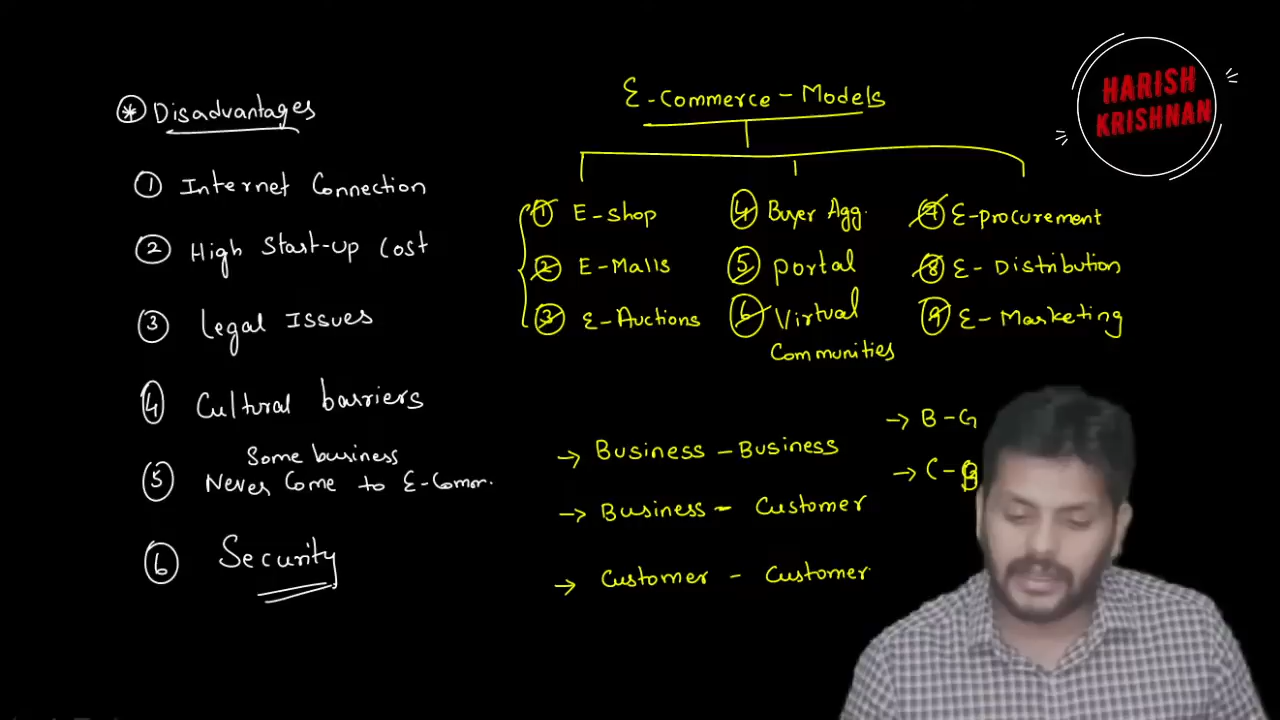 * Disadvantages
1 Internet Connection
2 High Start-up Cost
3 Legal Issues
4 Cultural barriers
Some business
5 Never Come to E-Comm.
6 Security
E-Commerce - Models
1 E-Shop
2 E-Malls
3 E-Auctions
4 Buyer Agg.
5 Portal
6 Virtual
Communities
7 E-procurement
8 E-Distribution
9 E-Marketing
→ Business - Business
→ Business - Customer
→ Customer - Customer
→ B-G
→ C-B
HARISH
KRISHNAN